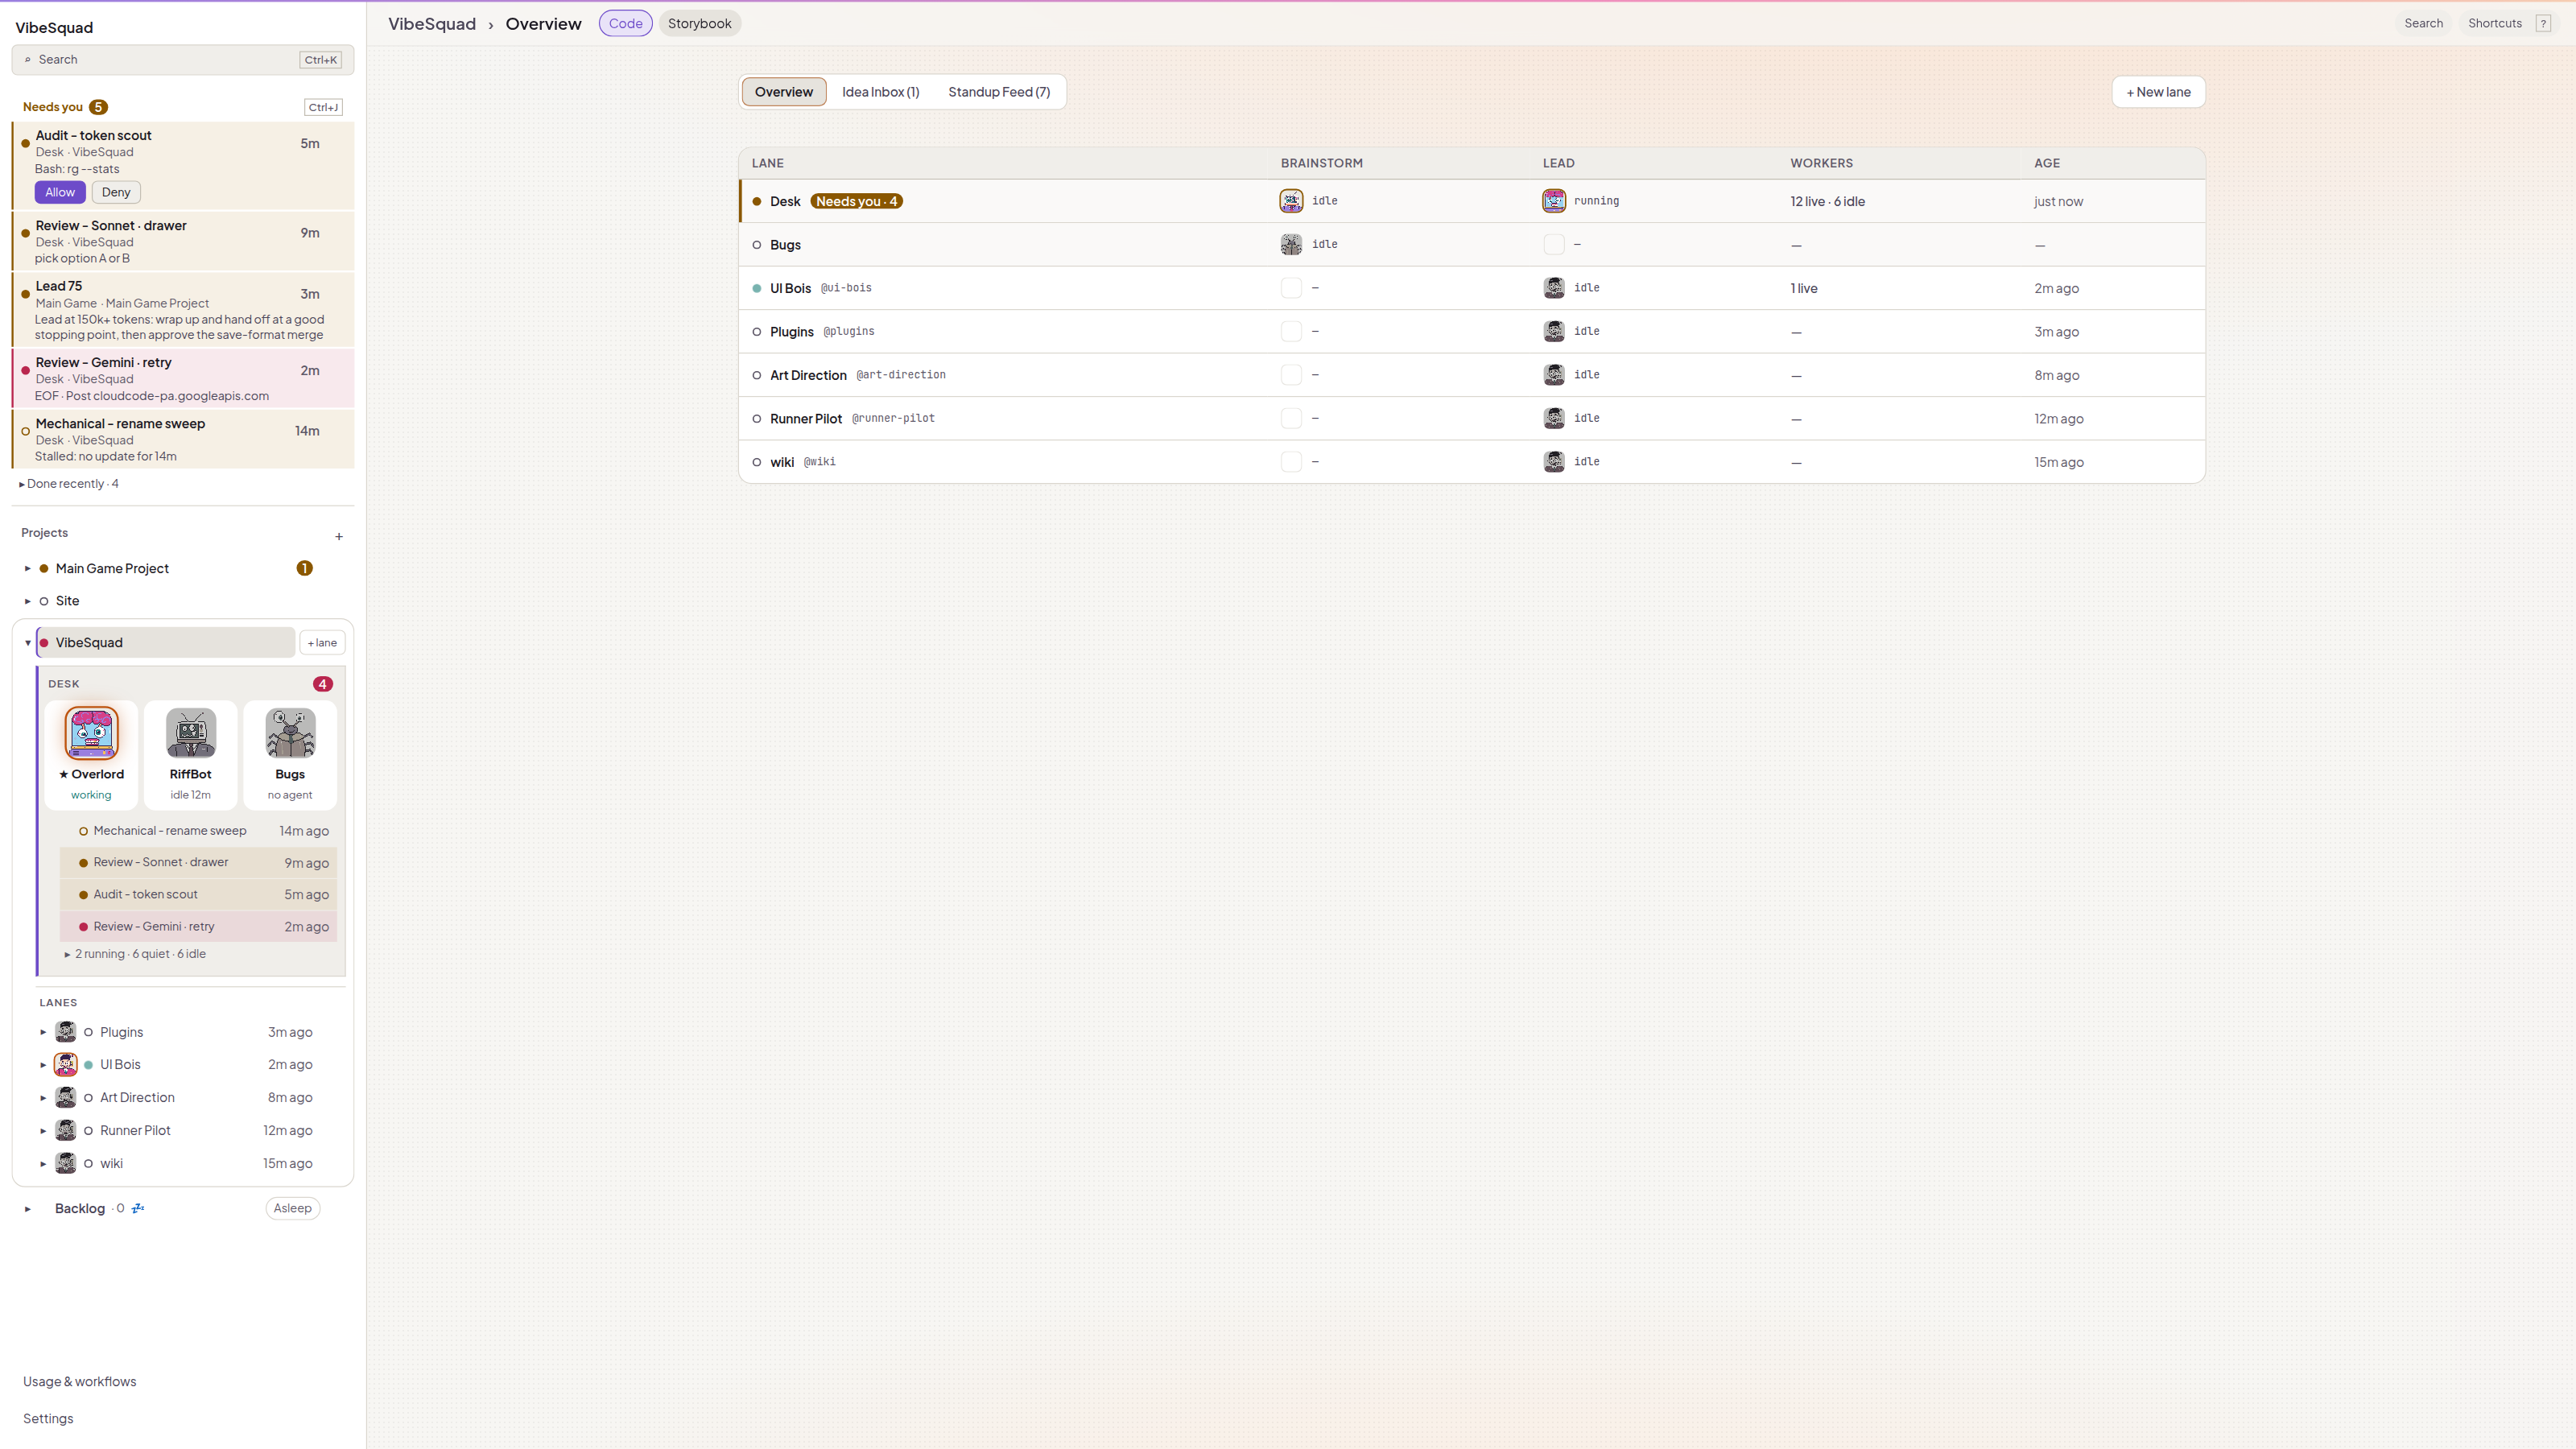 VibeSquad
⌕ Search Ctrl+K
Needs you 5 Ctrl+J
Audit – token scout 5m
Desk · VibeSquad
Bash: rg --stats
Allow Deny
Review – Sonnet · drawer 9m
Desk · VibeSquad
pick option A or B
Lead 75 3m
Main Game · Main Game Project
Lead at 150k+ tokens: wrap up and hand off at a good
stopping point, then approve the save-format merge
Review – Gemini · retry 2m
Desk · VibeSquad
EOF · Post cloudcode-pa.googleapis.com
Mechanical – rename sweep 14m
Desk · VibeSquad
Stalled: no update for 14m
▸ Done recently · 4
Projects +
▸ Main Game Project 1
▸ Site
▾ VibeSquad + lane
DESK 4
★ Overlord RiffBot Bugs
working idle 12m no agent
Mechanical – rename sweep 14m ago
Review – Sonnet · drawer 9m ago
Audit – token scout 5m ago
Review – Gemini · retry 2m ago
▸ 2 running · 6 quiet · 6 idle
LANES
▸ Plugins 3m ago
▸ UI Bois 2m ago
▸ Art Direction 8m ago
▸ Runner Pilot 12m ago
▸ wiki 15m ago
▸ Backlog · 0 💤 Asleep
Usage & workflows
Settings
VibeSquad › Overview Code Storybook Search Shortcuts ?
Overview Idea Inbox (1) Standup Feed (7) + New lane
LANE BRAINSTORM LEAD WORKERS AGE
Desk Needs you · 4 idle running 12 live · 6 idle just now
Bugs idle – — —
UI Bois @ui-bois – idle 1 live 2m ago
Plugins @plugins – idle — 3m ago
Art Direction @art-direction – idle — 8m ago
Runner Pilot @runner-pilot – idle — 12m ago
wiki @wiki – idle — 15m ago